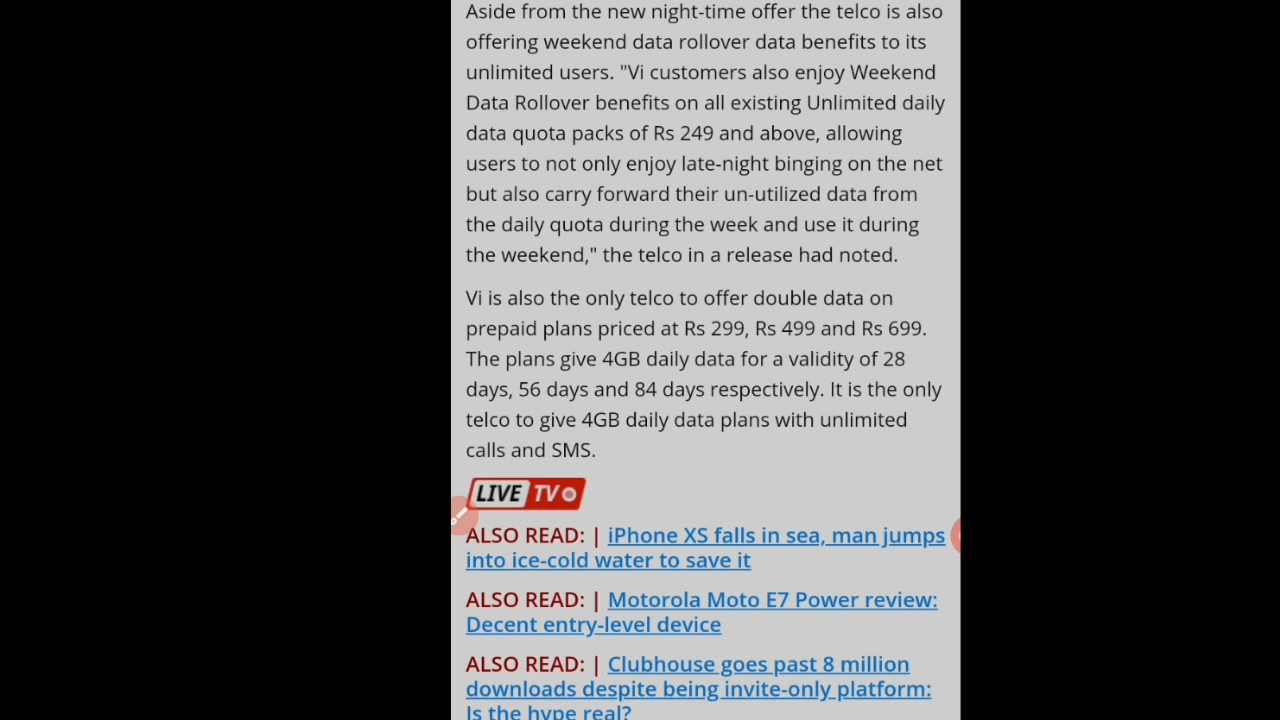 Aside from the new night-time offer the telco is also
offering weekend data rollover data benefits to its
unlimited users. "Vi customers also enjoy Weekend
Data Rollover benefits on all existing Unlimited daily
data quota packs of Rs 249 and above, allowing
users to not only enjoy late-night binging on the net
but also carry forward their un-utilized data from
the daily quota during the week and use it during
the weekend," the telco in a release had noted.
Vi is also the only telco to offer double data on
prepaid plans priced at Rs 299, Rs 499 and Rs 699.
The plans give 4GB daily data for a validity of 28
days, 56 days and 84 days respectively. It is the only
telco to give 4GB daily data plans with unlimited
calls and SMS.
LIVE TV
ALSO READ: | iPhone XS falls in sea, man jumps
into ice-cold water to save it
ALSO READ: | Motorola Moto E7 Power review:
Decent entry-level device
ALSO READ: | Clubhouse goes past 8 million
downloads despite being invite-only platform:
Is the hype real?